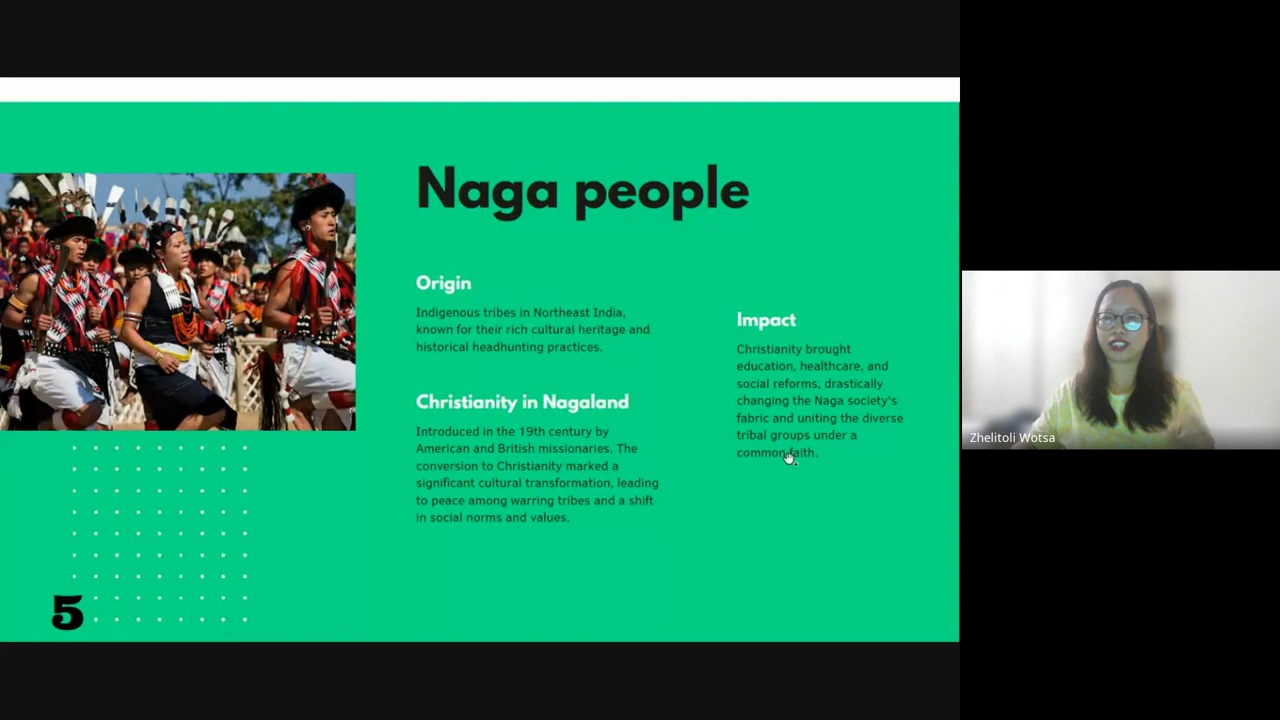 Naga people
Origin
Indigenous tribes in Northeast India,
known for their rich cultural heritage and
historical headhunting practices.
Christianity in Nagaland
Introduced in the 19th century by
American and British missionaries. The
conversion to Christianity marked a
significant cultural transformation, leading
to peace among warring tribes and a shift
in social norms and values.
Impact
Christianity brought
education, healthcare, and
social reforms, drastically
changing the Naga society's
fabric and uniting the diverse
tribal groups under a
common faith.
5
Zhelitoli Wotsa